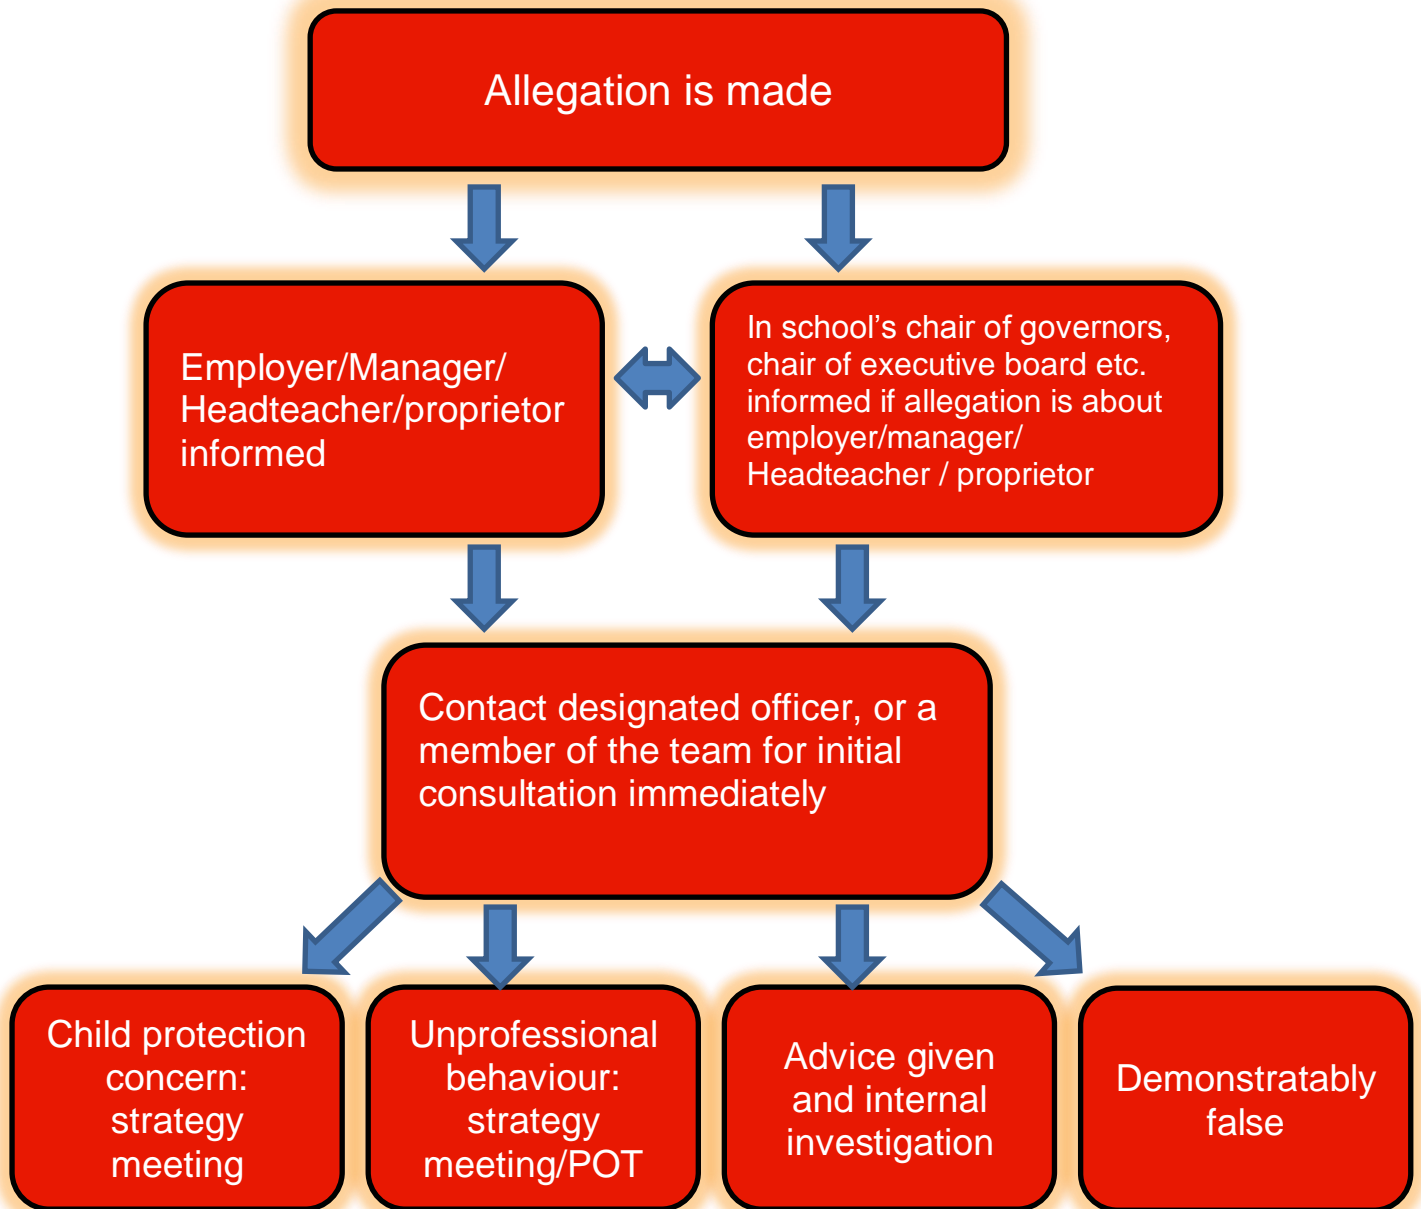 Allegation is made
Employer/Manager/
Headteacher/proprietor
informed
In school’s chair of governors,
chair of executive board etc.
informed if allegation is about
employer/manager/
Headteacher / proprietor
Contact designated officer, or a
member of the team for initial
consultation immediately
Child protection
concern:
strategy
meeting
Unprofessional
behaviour:
strategy
meeting/POT
Advice given
and internal
investigation
Demonstratably
false